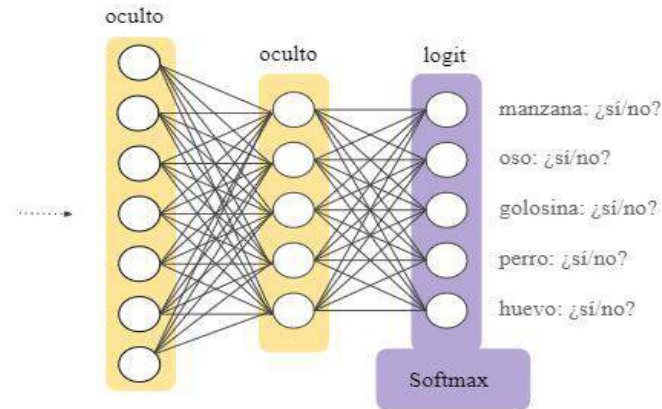 oculto
oculto
logit
manzana: ¿sí/no?
oso: ¿sí/no?
golosina: ¿sí/no?
perro: ¿sí/no?
huevo: ¿sí/no?
Softmax